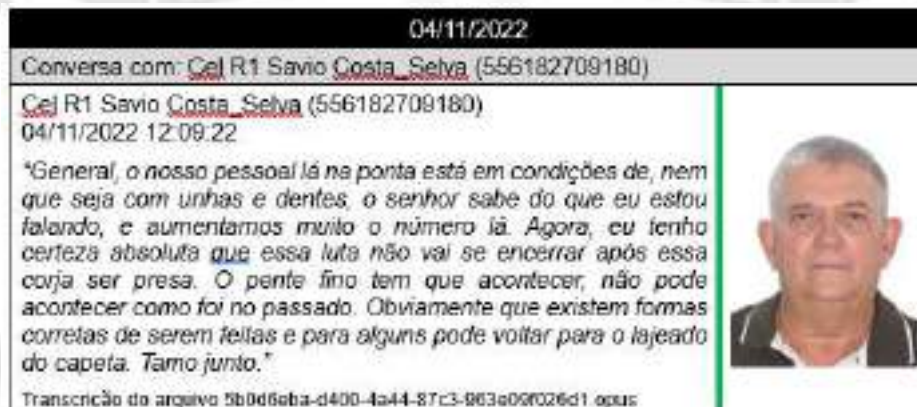 04/11/2022
Conversa com: Cel R1 Savio Costa_Selva (556182709180)
Cel R1 Savio Costa_Selva (556182709180)
04/11/2022 12:09:22
"General, o nosso pessoal lá na ponta está em condições de, nem
que seja com unhas e dentes, o senhor sabe do que eu estou
falando, e aumentamos muito o número lá. Agora, eu tenho
certeza absoluta que essa luta não vai se encerrar após essa
corja ser presa. O pente fino tem que acontecer, não pode
acontecer como foi no passado. Obviamente que existem formas
corretas de serem feitas e para alguns pode voltar para o lajeado
do capeta. Tamo junto."
Transcrição do arquivo 5b0d6eba-d400-4a44-87c3-963a09f026d1.opus